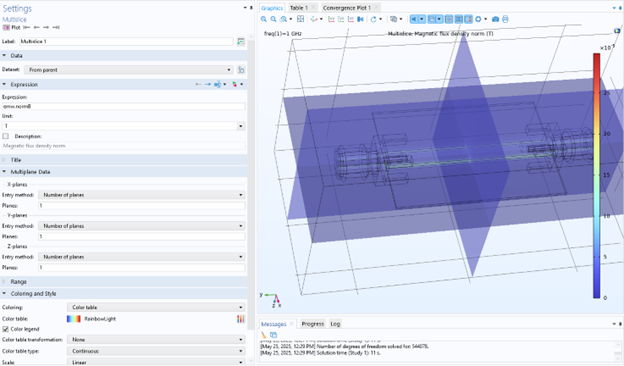 Settings
Multislice
Plot
Label: Multislice 1
Data
Dataset: From parent
Expression
Expression:
emw.normB
Unit:
T
Description:
Magnetic flux density norm
Title
Multiplane Data
X-planes
Entry method: Number of planes
Planes: 1
Y-planes
Entry method: Number of planes
Planes: 1
Z-planes
Entry method: Number of planes
Planes: 1
Range
Coloring and Style
Coloring: Color table
Color table: RainbowLight
Color legend
Color table transformation: None
Color table type: Continuous
Scale: Linear
Graphics
Table 1
Convergence Plot 1
freq(1)=1 GHz
Multislice: Magnetic flux density norm (T)
25
20
15
10
5
0
y
z
x
Messages
Progress
Log
[May 25, 2025, 12:29 PM] Number of degrees of freedom solved for: 544078.
[May 25, 2025, 12:29 PM] Solution time (Study 1): 11 s.